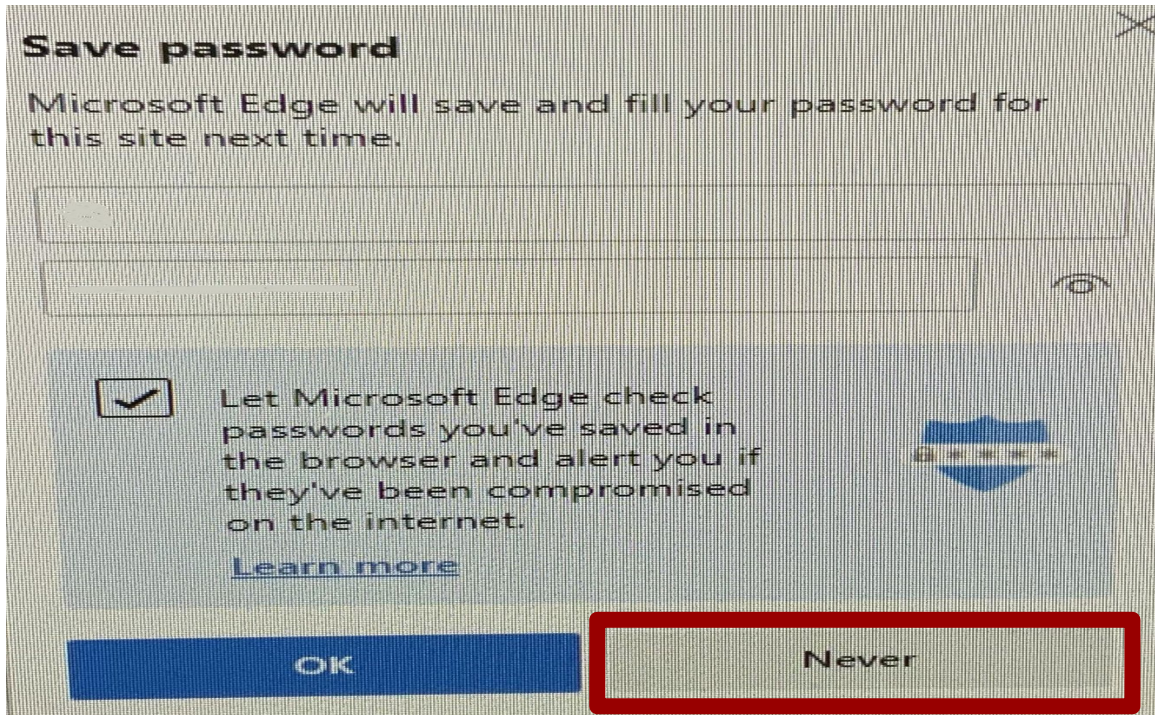 Save password
Microsoft Edge will save and fill your password for
this site next time.
Let Microsoft Edge check
passwords you've saved in
the browser and alert you if
they've been compromised
on the internet.
Learn more
OK
Never